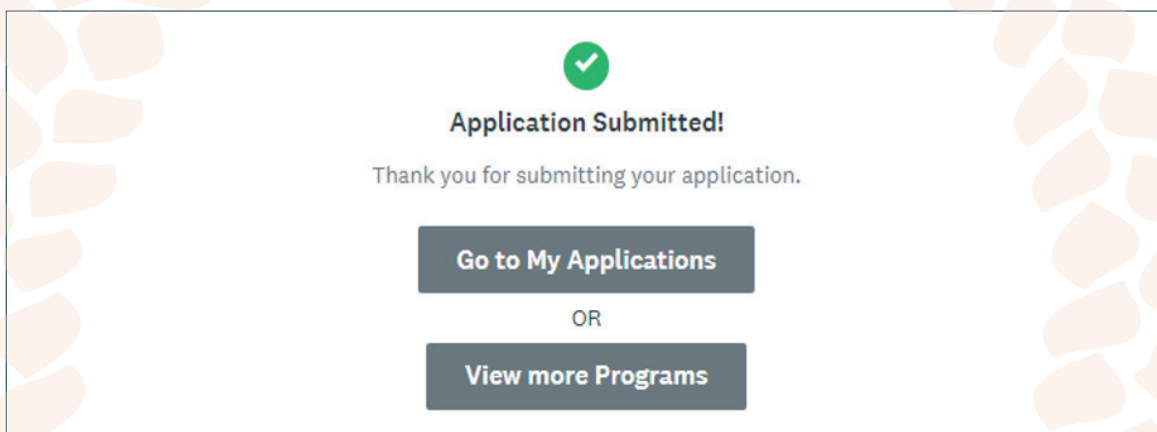 Application Submitted!
Thank you for submitting your application.
Go to My Applications
OR
View more Programs